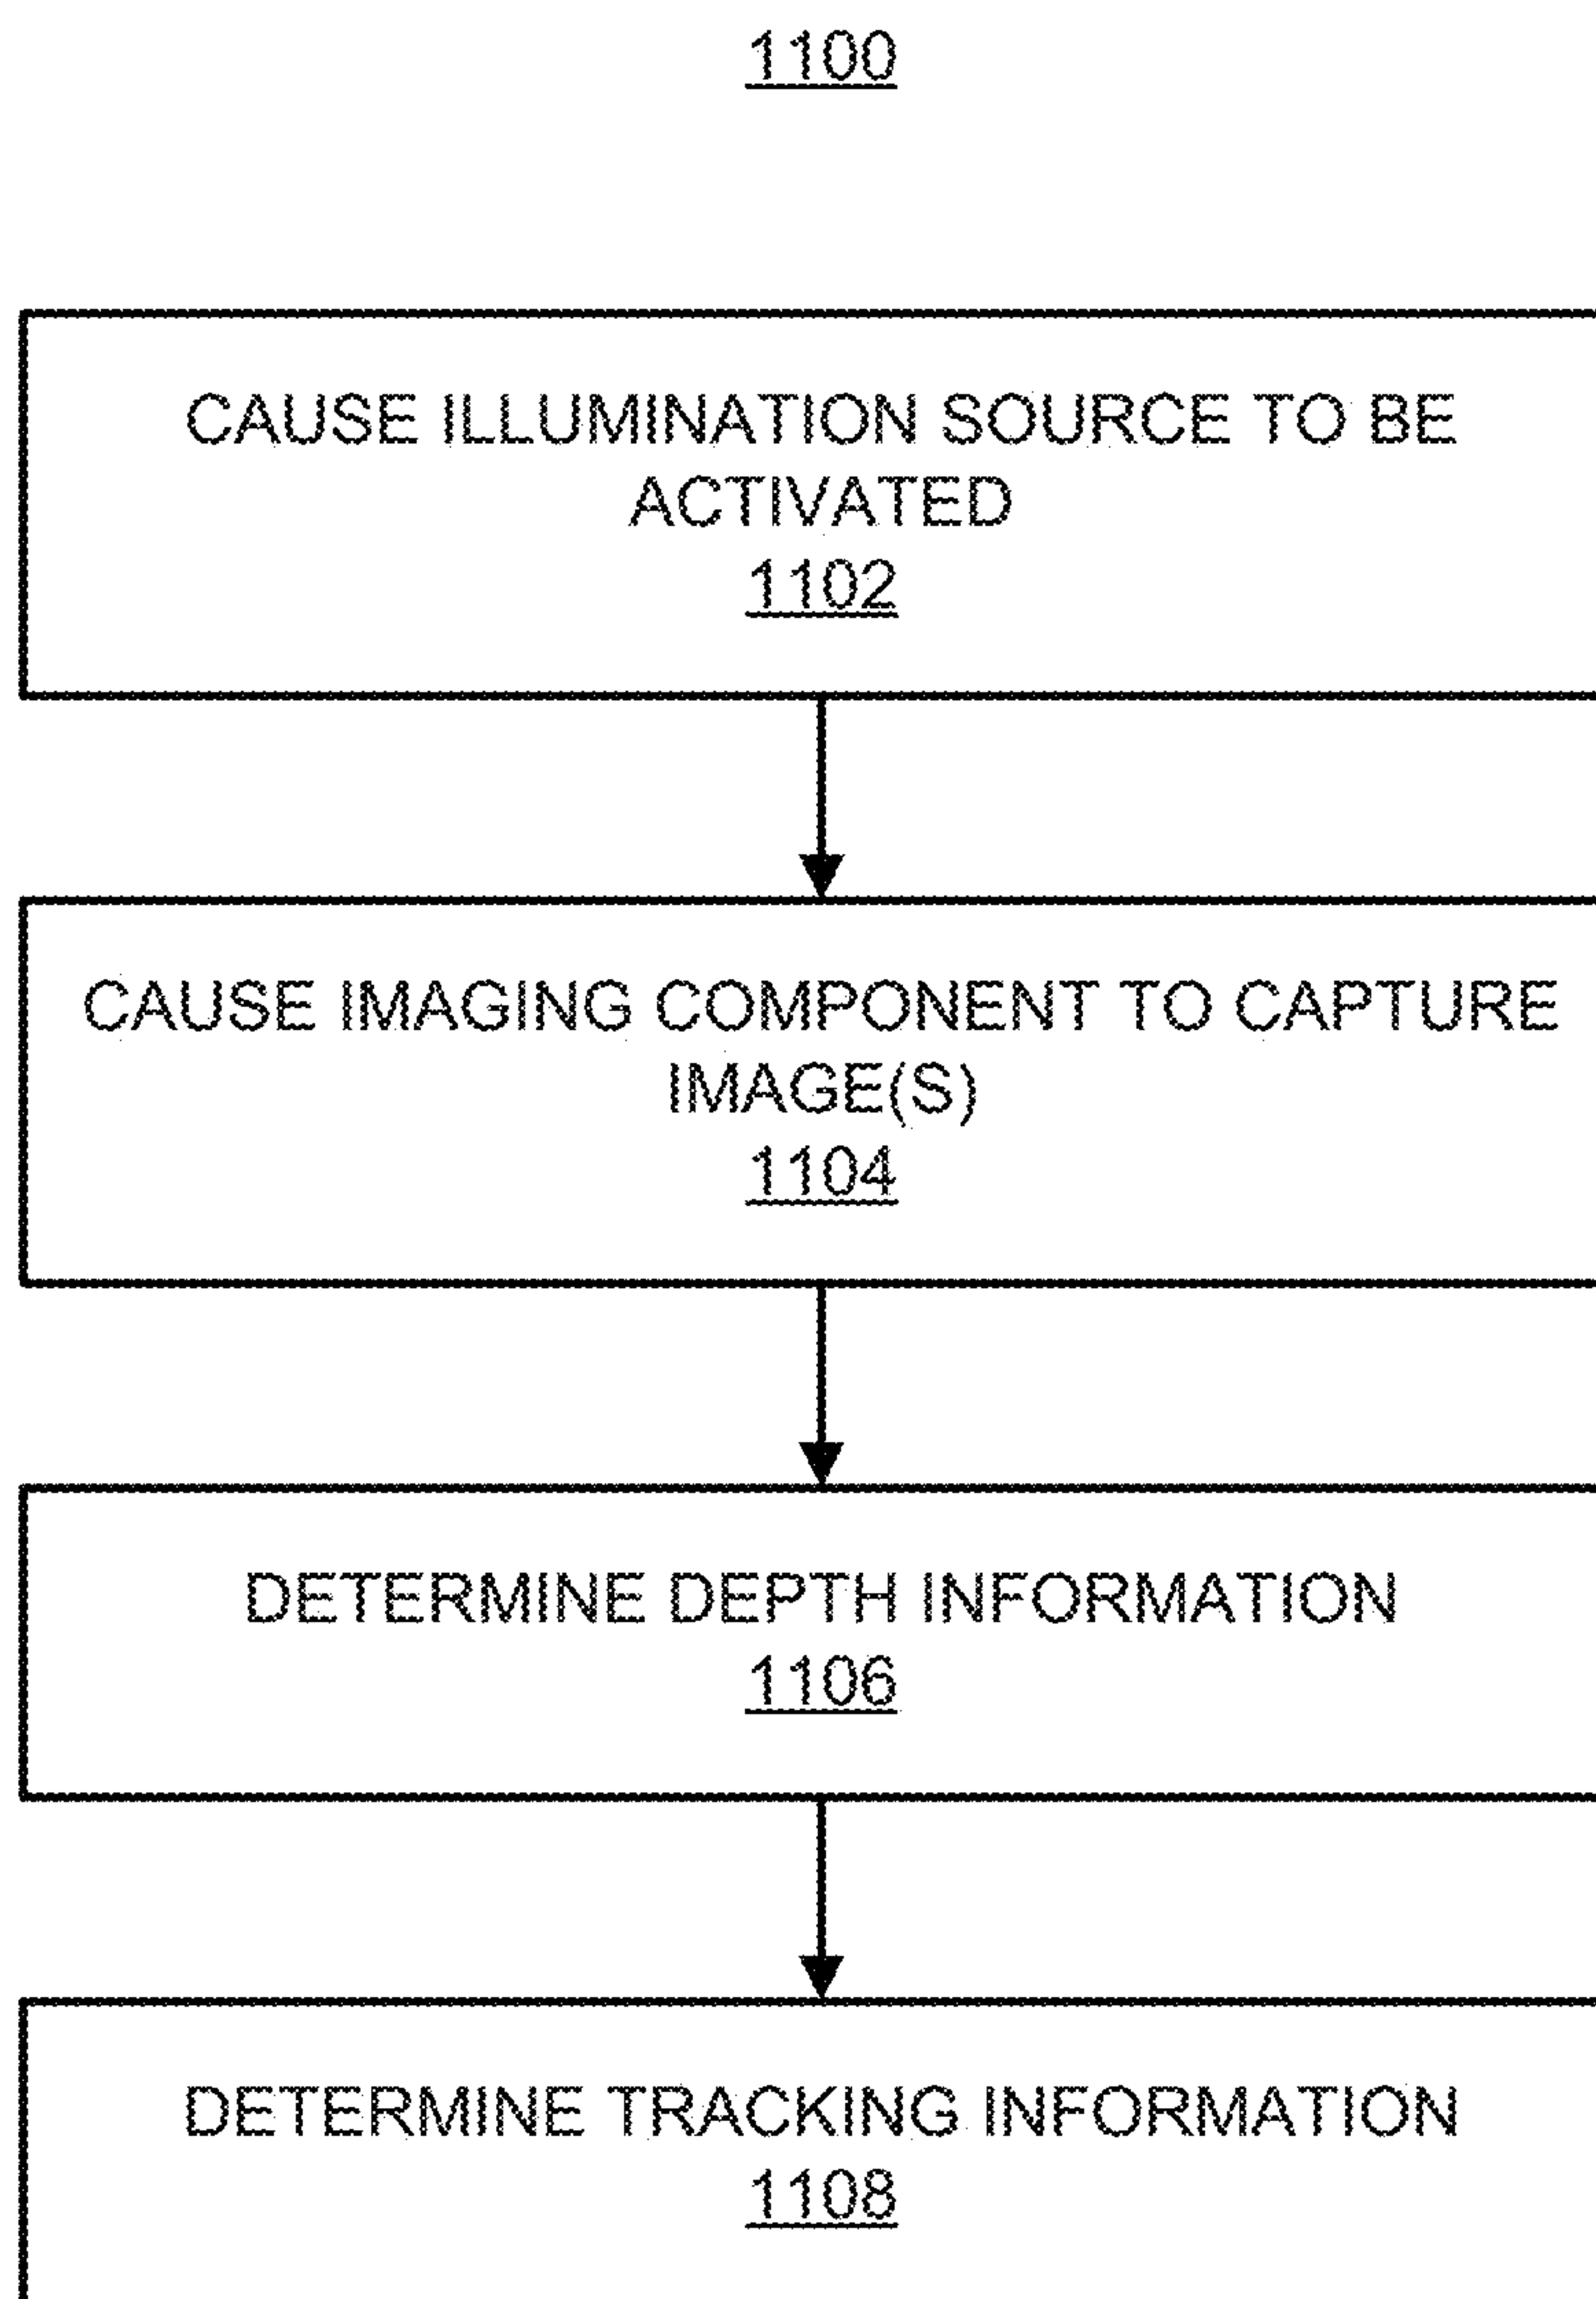 1100
CAUSE ILLUMINATION SOURCE TO BE
ACTIVATED
1102
CAUSE IMAGING COMPONENT TO CAPTURE
IMAGE(S)
1104
DETERMINE DEPTH INFORMATION
1106
DETERMINE TRACKING INFORMATION
1108